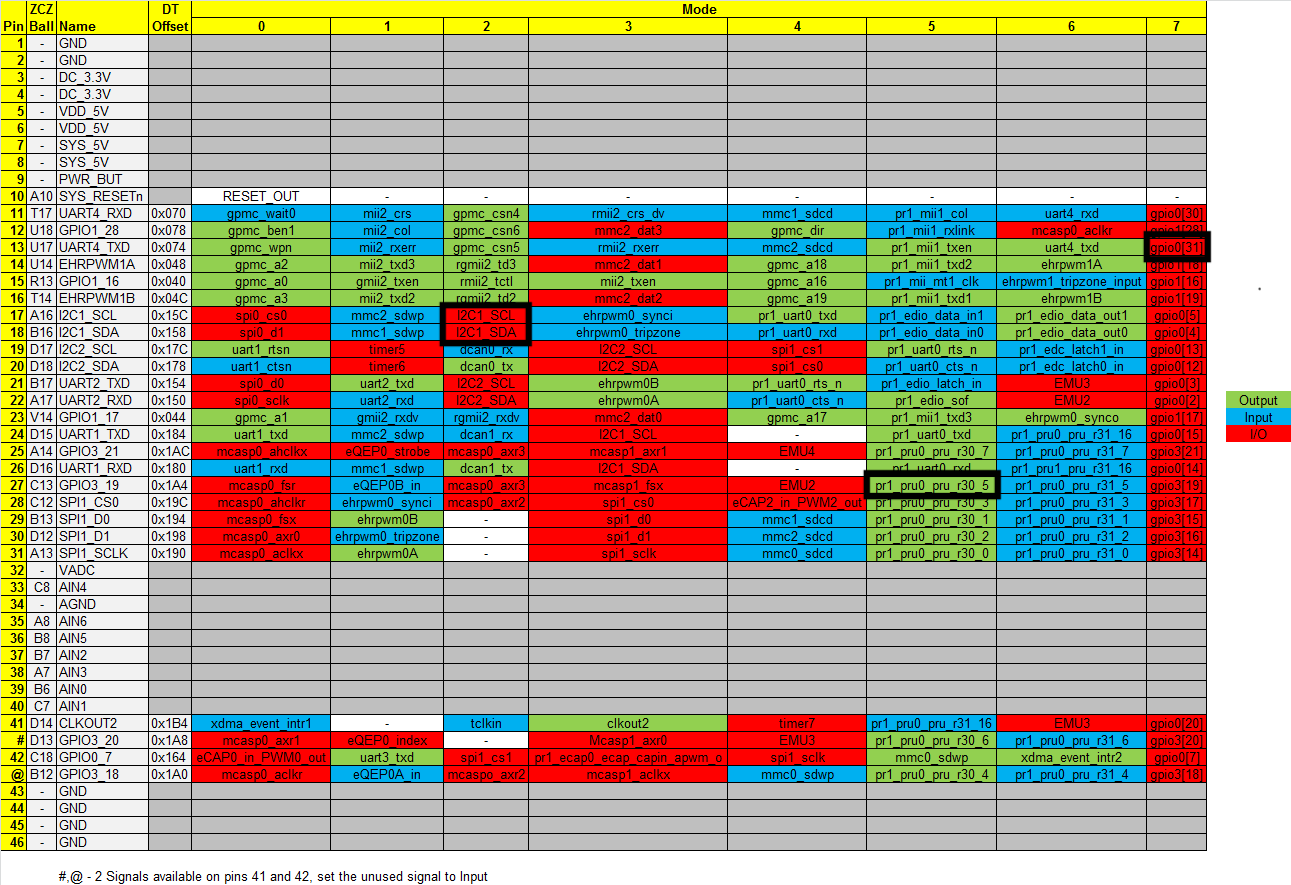 ZCZ DT Mode
Pin Ball Name Offset 0 1 2 3 4 5 6 7
1 - GND
2 - GND
3 - DC_3.3V
4 - DC_3.3V
5 - VDD_5V
6 - VDD_5V
7 - SYS_5V
8 - SYS_5V
9 - PWR_BUT
10 A10 SYS_RESETn RESET_OUT - - - - - - -
11 T17 UART4_RXD 0x070 gpmc_wait0 mii2_crs gpmc_csn4 rmii2_crs_dv mmc1_sdcd pr1_mii1_col uart4_rxd gpio0[30]
12 U18 GPIO1_28 0x078 gpmc_ben1 mii2_col gpmc_csn6 mmc2_dat3 gpmc_dir pr1_mii1_rxlink mcasp0_aclkr gpio1[28]
13 U17 UART4_TXD 0x074 gpmc_wpn mii2_rxerr gpmc_csn5 rmii2_rxerr mmc2_sdcd pr1_mii1_txen uart4_txd gpio0[31]
14 U14 EHRPWM1A 0x048 gpmc_a2 mii2_txd3 rgmii2_td3 mmc2_dat1 gpmc_a18 pr1_mii1_txd2 ehrpwm1A gpio1[18]
15 R13 GPIO1_16 0x040 gpmc_a0 gmii2_txen rmii2_tctl mii2_txen gpmc_a16 pr1_mii_mt1_clk ehrpwm1_tripzone_input gpio1[16]
16 T14 EHRPWM1B 0x04C gpmc_a3 mii2_txd2 rgmii2_td2 mmc2_dat2 gpmc_a19 pr1_mii1_txd1 ehrpwm1B gpio1[19]
17 A16 I2C1_SCL 0x15C spi0_cs0 mmc2_sdwp I2C1_SCL ehrpwm0_synci pr1_uart0_txd pr1_edio_data_in1 pr1_edio_data_out1 gpio0[5]
18 B16 I2C1_SDA 0x158 spi0_d1 mmc1_sdwp I2C1_SDA ehrpwm0_tripzone pr1_uart0_rxd pr1_edio_data_in0 pr1_edio_data_out0 gpio0[4]
19 D17 I2C2_SCL 0x17C uart1_rtsn timer5 dcan0_rx I2C2_SCL spi1_cs1 pr1_uart0_rts_n pr1_edc_latch1_in gpio0[13]
20 D18 I2C2_SDA 0x178 uart1_ctsn timer6 dcan0_tx I2C2_SDA spi1_cs0 pr1_uart0_cts_n pr1_edc_latch0_in gpio0[12]
21 B17 UART2_TXD 0x154 spi0_d0 uart2_txd I2C2_SCL ehrpwm0B pr1_uart0_rts_n pr1_edio_latch_in EMU3 gpio0[3]
22 A17 UART2_RXD 0x150 spi0_sclk uart2_rxd I2C2_SDA ehrpwm0A pr1_uart0_cts_n pr1_edio_sof EMU2 gpio0[2]
23 V14 GPIO1_17 0x044 gpmc_a1 gmii2_rxdv rgmii2_rxdv mmc2_dat0 gpmc_a17 pr1_mii1_txd3 ehrpwm0_synco gpio1[17]
24 D15 UART1_TXD 0x184 uart1_txd mmc2_sdwp dcan1_rx I2C1_SCL - pr1_uart0_txd pr1_pru0_pru_r31_16 gpio0[15]
25 A14 GPIO3_21 0x1AC mcasp0_ahclkx eQEP0_strobe mcasp0_axr3 mcasp1_axr1 EMU4 pr1_pru0_pru_r30_7 pr1_pru0_pru_r31_7 gpio3[21]
26 D16 UART1_RXD 0x180 uart1_rxd mmc1_sdwp dcan1_tx I2C1_SDA - pr1_uart0_rxd pr1_pru1_pru_r31_16 gpio0[14]
27 C13 GPIO3_19 0x1A4 mcasp0_fsr eQEP0B_in mcasp0_axr3 mcasp1_fsx EMU2 pr1_pru0_pru_r30_5 pr1_pru0_pru_r31_5 gpio3[19]
28 C12 SPI1_CS0 0x19C mcasp0_ahclkr ehrpwm0_synci mcasp0_axr2 spi1_cs0 eCAP2_in_PWM2_out pr1_pru0_pru_r30_3 pr1_pru0_pru_r31_3 gpio3[17]
29 B13 SPI1_D0 0x194 mcasp0_fsx ehrpwm0B - spi1_d0 mmc1_sdcd pr1_pru0_pru_r30_1 pr1_pru0_pru_r31_1 gpio3[15]
30 D12 SPI1_D1 0x198 mcasp0_axr0 ehrpwm0_tripzone - spi1_d1 mmc2_sdcd pr1_pru0_pru_r30_2 pr1_pru0_pru_r31_2 gpio3[16]
31 A13 SPI1_SCLK 0x190 mcasp0_aclkx ehrpwm0A - spi1_sclk mmc0_sdcd pr1_pru0_pru_r30_0 pr1_pru0_pru_r31_0 gpio3[14]
32 - VADC
33 C8 AIN4
34 - AGND
35 A8 AIN6
36 B8 AIN5
37 B7 AIN2
38 A7 AIN3
39 B6 AIN0
40 C7 AIN1
41 D14 CLKOUT2 0x1B4 xdma_event_intr1 - tclkin clkout2 timer7 pr1_pru0_pru_r31_16 EMU3 gpio0[20]
# D13 GPIO3_20 0x1A8 mcasp0_axr1 eQEP0_index - Mcasp1_axr0 EMU3 pr1_pru0_pru_r30_6 pr1_pru0_pru_r31_6 gpio3[20]
42 C18 GPIO0_7 0x164 eCAP0_in_PWM0_out uart3_txd spi1_cs1 pr1_ecap0_ecap_capin_apwm_o spi1_sclk mmc0_sdwp xdma_event_intr2 gpio0[7]
@ B12 GPIO3_18 0x1A0 mcasp0_aclkr eQEP0A_in mcaspo_axr2 mcasp1_aclkx mmc0_sdwp pr1_pru0_pru_r30_4 pr1_pru0_pru_r31_4 gpio3[18]
43 - GND
44 - GND
45 - GND
46 - GND
#,@ - 2 Signals available on pins 41 and 42, set the unused signal to Input
Output
Input
I/O